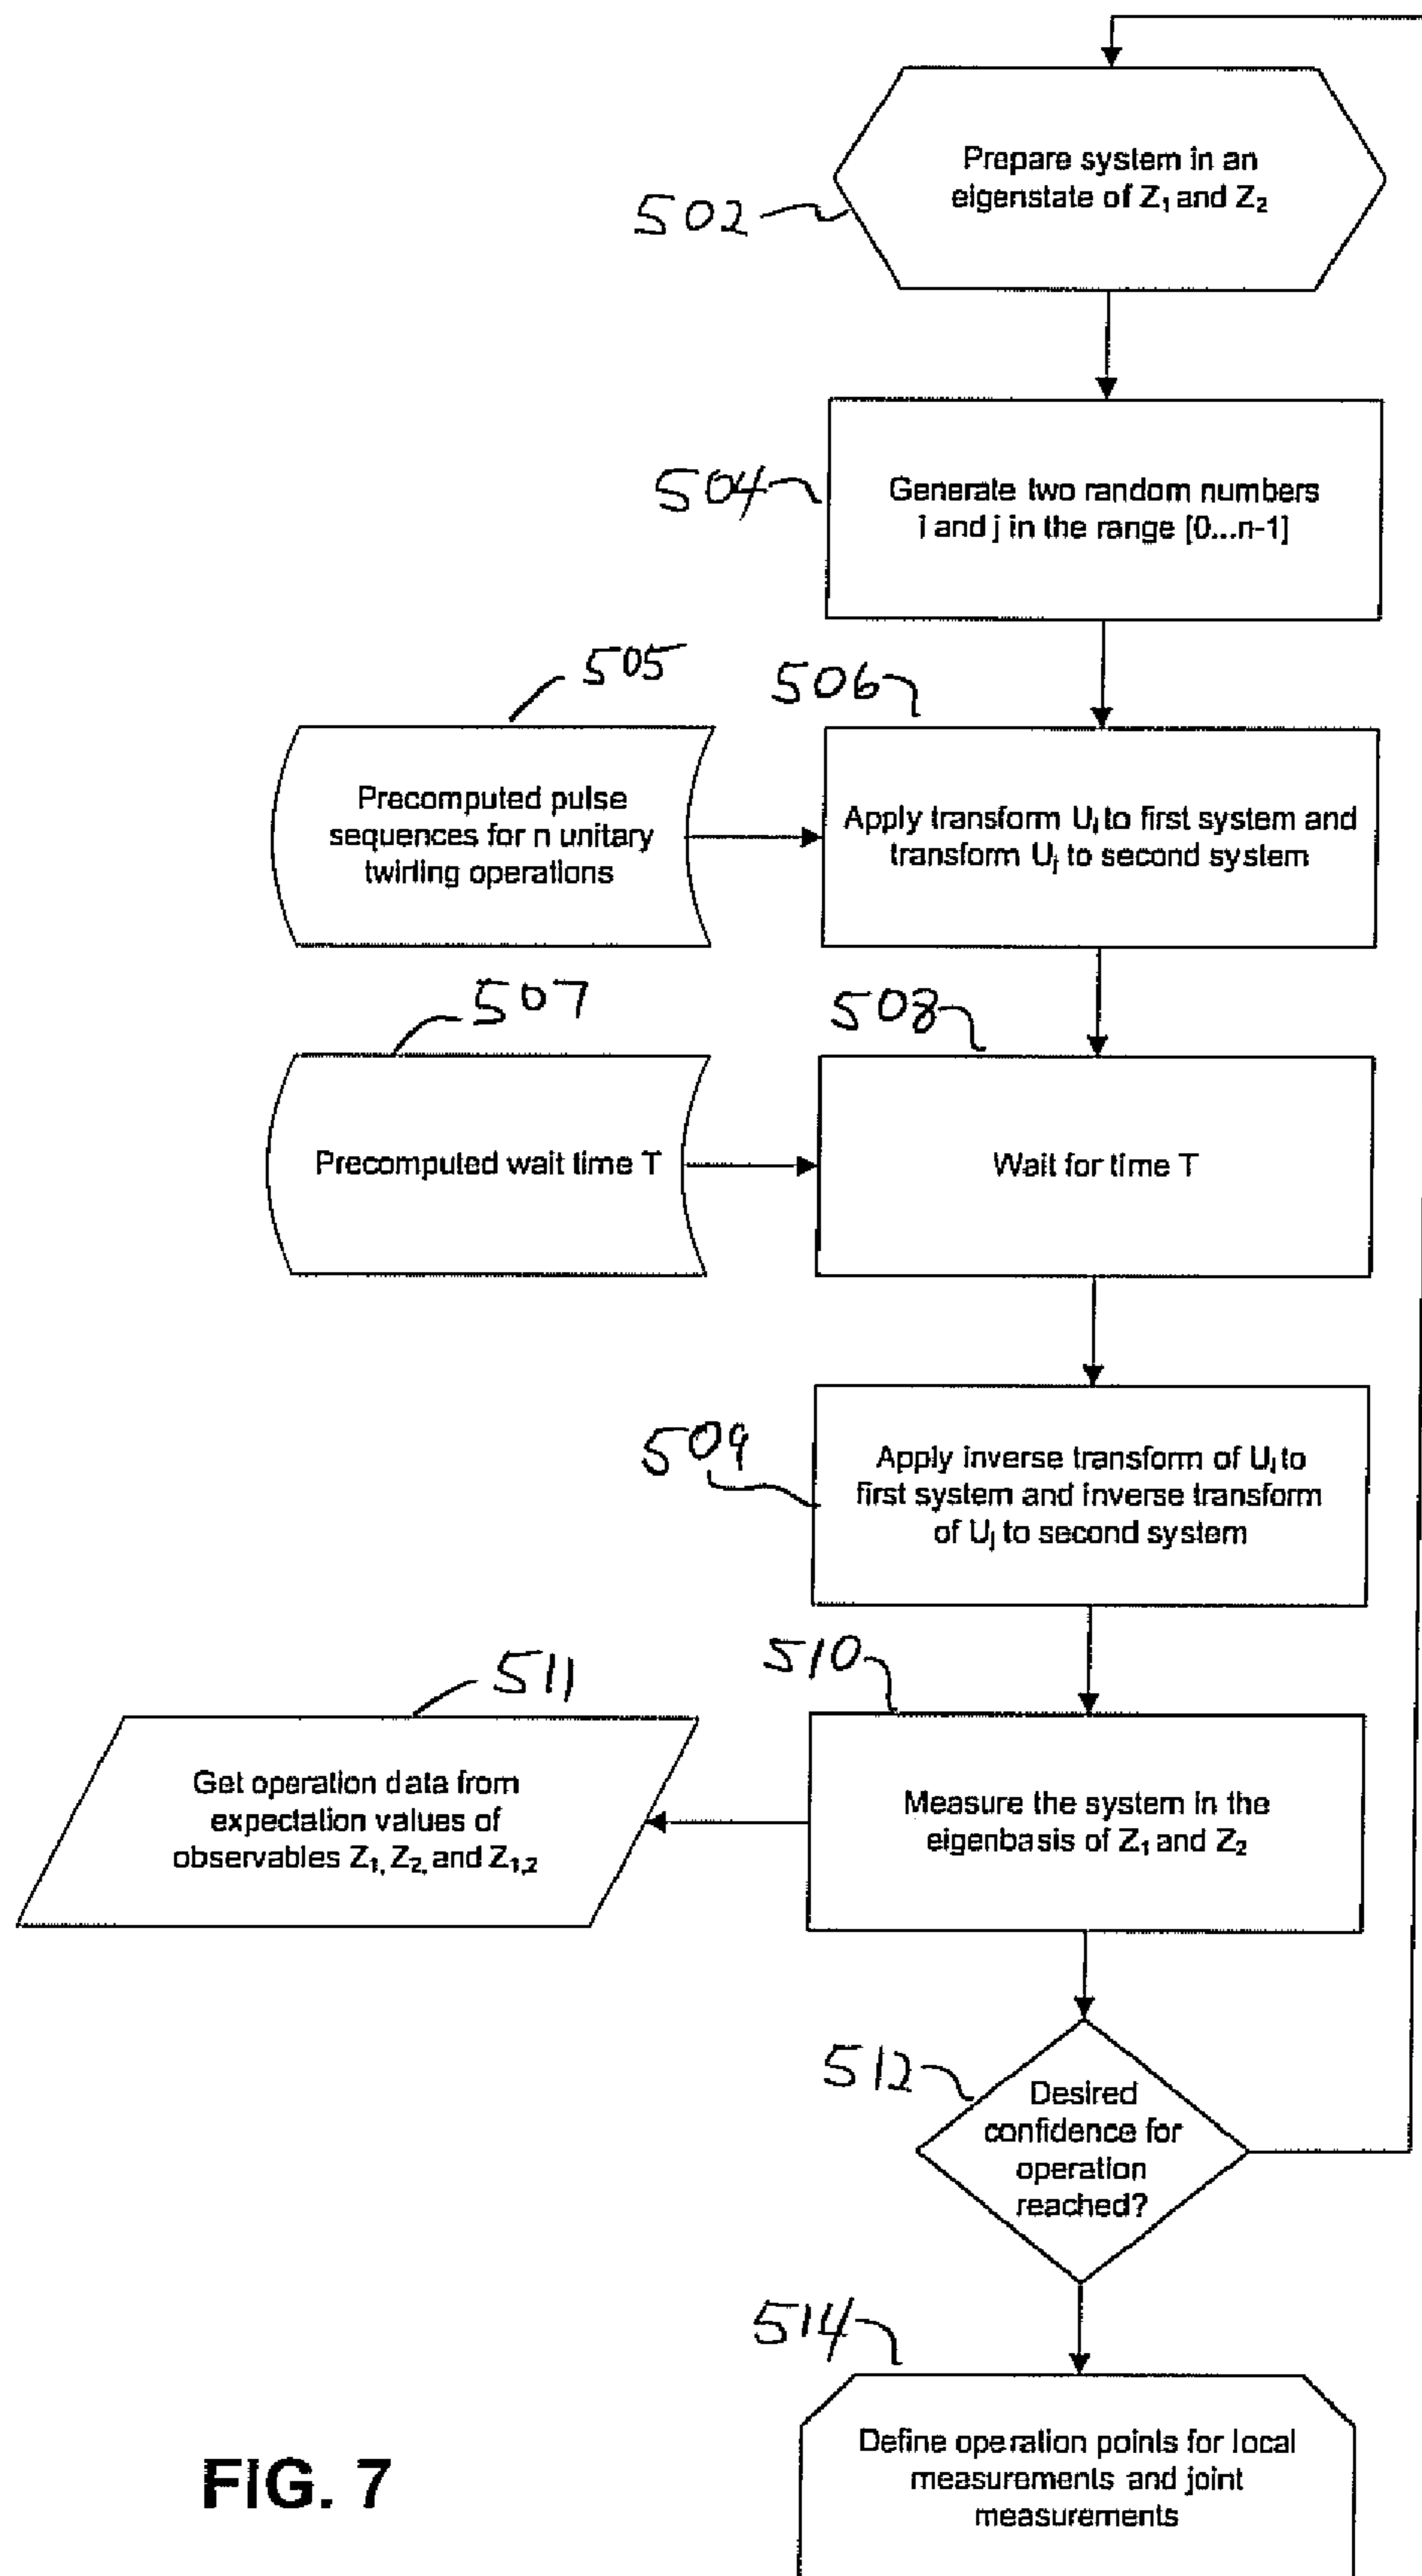 Prepare system in an
eigenstate of Z₁ and Z₂
502
Generate two random numbers
i and j in the range [0...n-1]
504
505
506
Precomputed pulse
sequences for n unitary
twirling operations
Apply transform Uᵢ to first system and
transform Uⱼ to second system
507
508
Precomputed wait time T
Wait for time T
509
Apply inverse transform of Uᵢ to
first system and inverse transform
of Uⱼ to second system
510
511
Get operation data from
expectation values of
observables Z₁, Z₂, and Z₁,₂
Measure the system in the
eigenbasis of Z₁ and Z₂
512
Desired
confidence for
operation
reached?
514
Define operation points for local
measurements and joint
measurements
FIG. 7